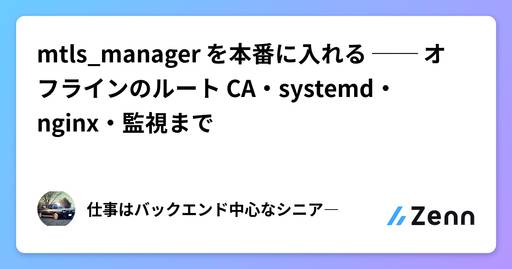 mtls_manager を本番に入れる ── オ
フラインのルート CA・systemd・
nginx・監視まで
仕事はバックエンド中心なシニアー
Zenn